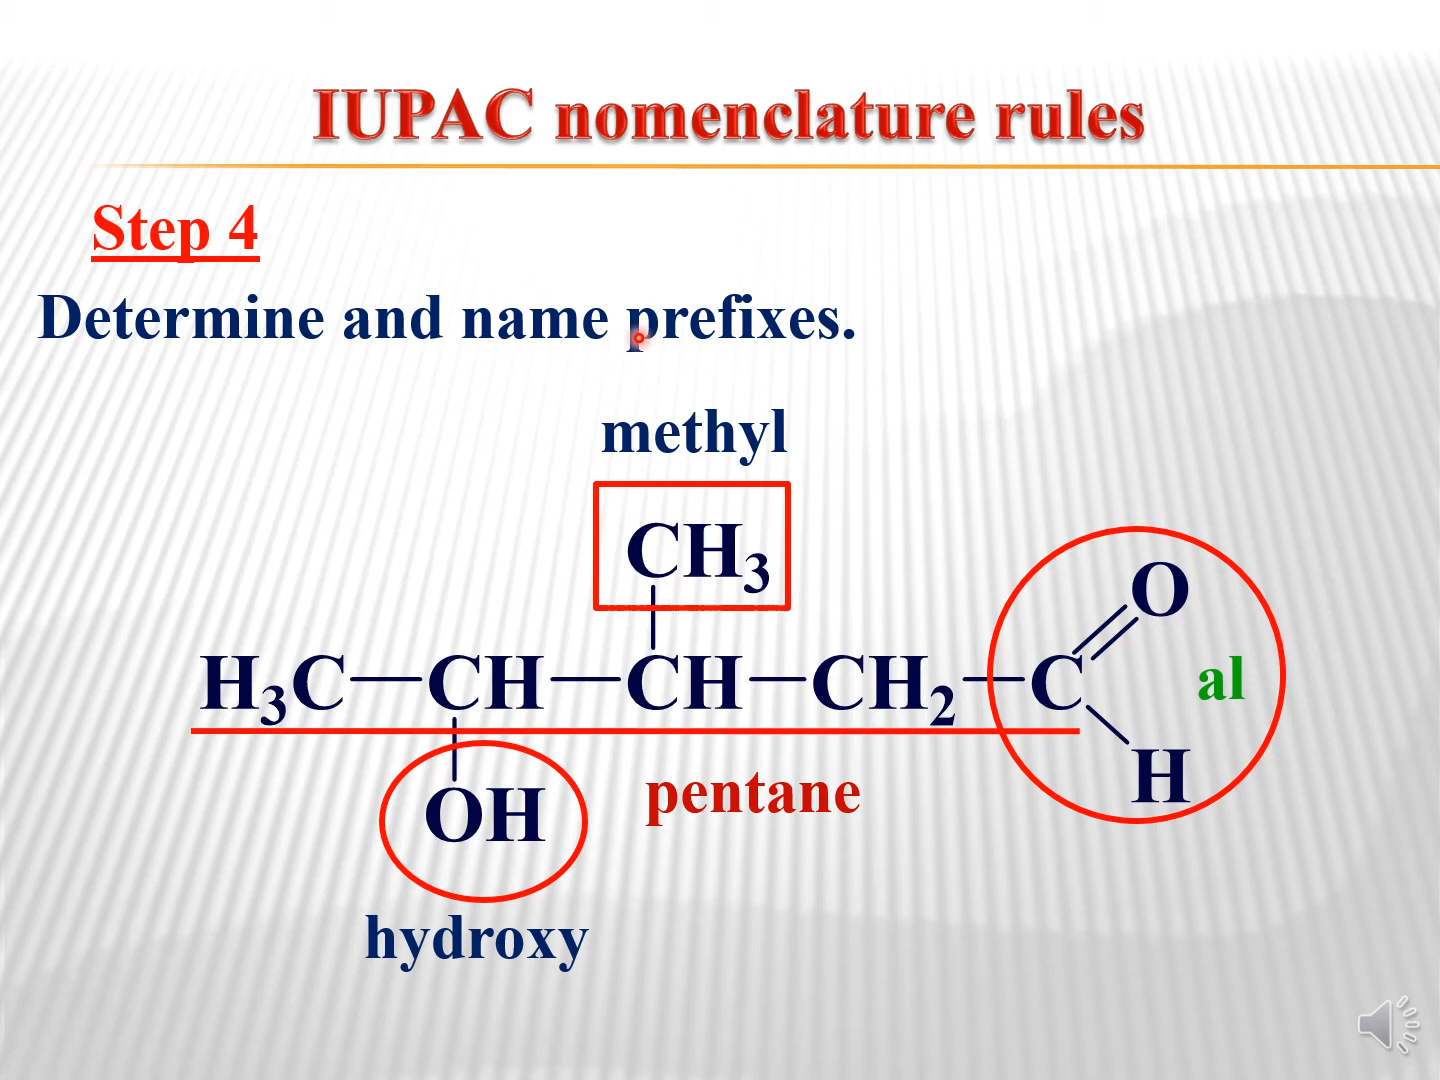 IUPAC nomenclature rules
Step 4
Determine and name prefixes.
methyl
CH₃
O
H₃C—CH—CH—CH₂—C
al
H
OH
pentane
hydroxy